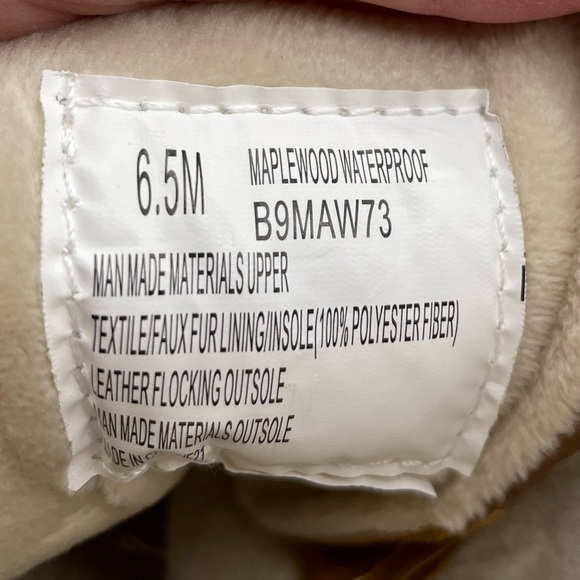 6.5M
MAPLEWOOD WATERPROOF
B9MAW73
MAN MADE MATERIALS UPPER
TEXTILE/FAUX FUR LINING/INSOLE(100% POLYESTER FIBER)
LEATHER FLOCKING OUTSOLE
MAN MADE MATERIALS OUTSOLE
IN